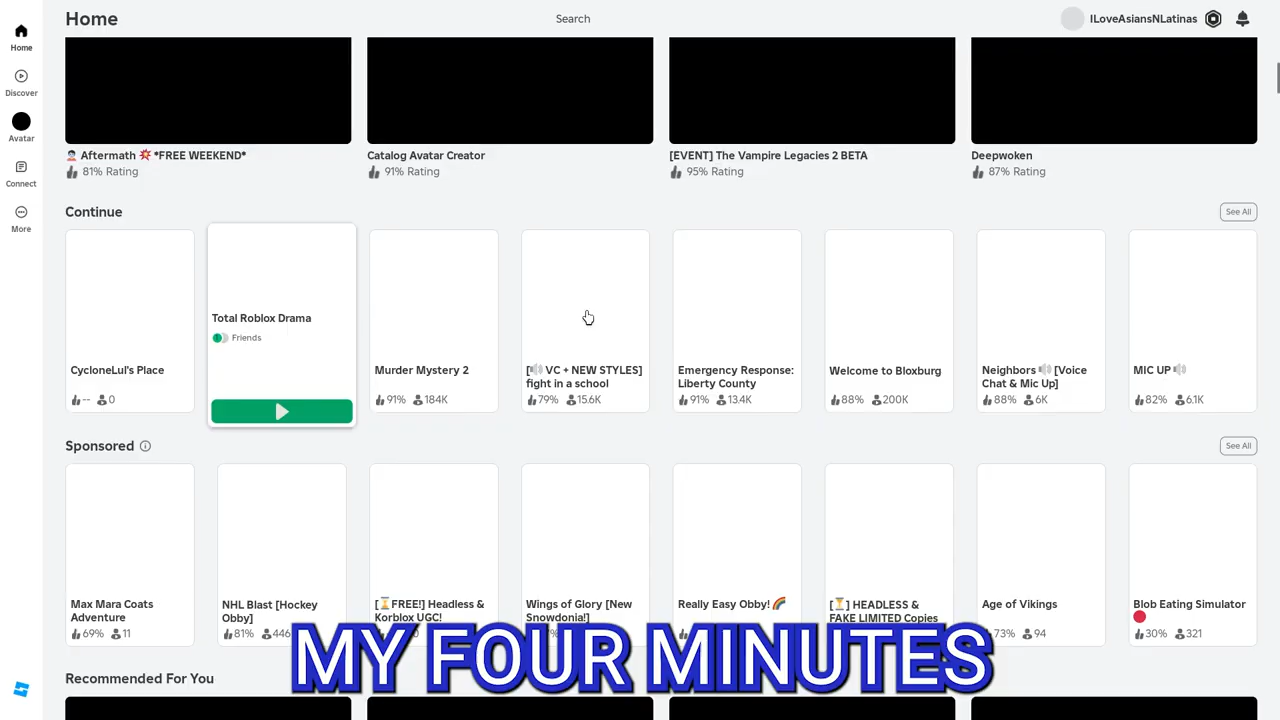 Home
Search
ILoveAsiansNLatinas
Home
Discover
Avatar
Connect
More
Aftermath 💥 *FREE WEEKEND*
81% Rating
Catalog Avatar Creator
91% Rating
[EVENT] The Vampire Legacies 2 BETA
95% Rating
Deepwoken
87% Rating
Continue
See All
CycloneLul's Place
-- 0
Total Roblox Drama
Friends
Murder Mystery 2
91% 184K
[🔊 VC + NEW STYLES]
fight in a school
79% 15.6K
Emergency Response:
Liberty County
91% 13.4K
Welcome to Bloxburg
88% 200K
Neighbors 🔊 [Voice
Chat & Mic Up]
88% 6K
MIC UP 🔊
82% 6.1K
Sponsored
See All
Max Mara Coats
Adventure
69% 11
NHL Blast [Hockey
Obby]
81% 446
[⏳FREE!] Headless &
Korblox UGC!
Wings of Glory [New
Snowdonia!]
Really Easy Obby! 🌈
[⏳] HEADLESS &
FAKE LIMITED Copies
Age of Vikings
73% 94
Blob Eating Simulator
🔴
30% 321
MY FOUR MINUTES
Recommended For You